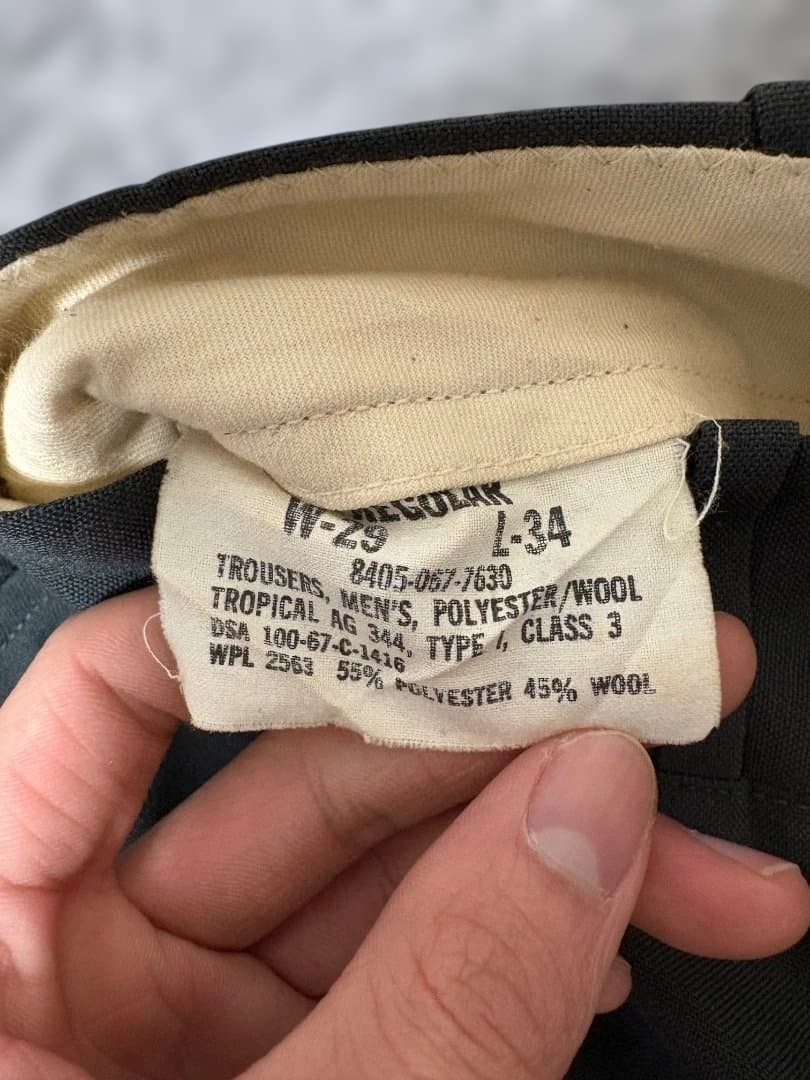 REGULAR
W-29 L-34
8405-067-7630
TROUSERS, MEN'S, POLYESTER/WOOL
TROPICAL AG 344, TYPE I, CLASS 3
DSA 100-67-C-1416
WPL 2563 55% POLYESTER 45% WOOL